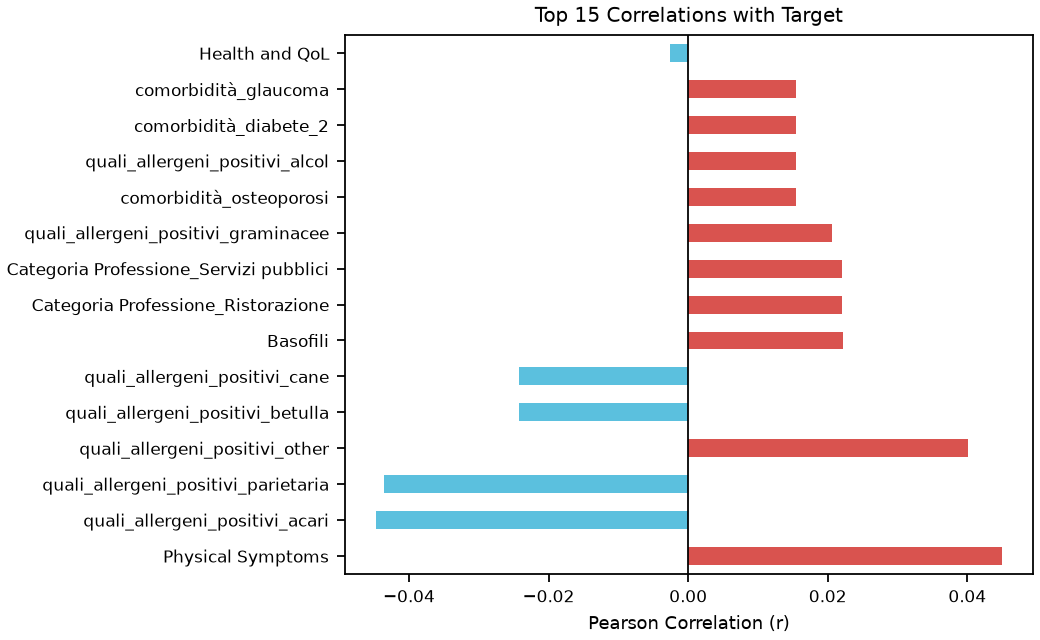 Top 15 Correlations with Target
Health and QoL
comorbidità_glaucoma
comorbidità_diabete_2
quali_allergeni_positivi_alcol
comorbidità_osteoporosi
quali_allergeni_positivi_graminacee
Categoria Professione_Servizi pubblici
Categoria Professione_Ristorazione
Basofili
quali_allergeni_positivi_cane
quali_allergeni_positivi_betulla
quali_allergeni_positivi_other
quali_allergeni_positivi_parietaria
quali_allergeni_positivi_acari
Physical Symptoms
−0.04 −0.02 0.00 0.02 0.04
Pearson Correlation (r)